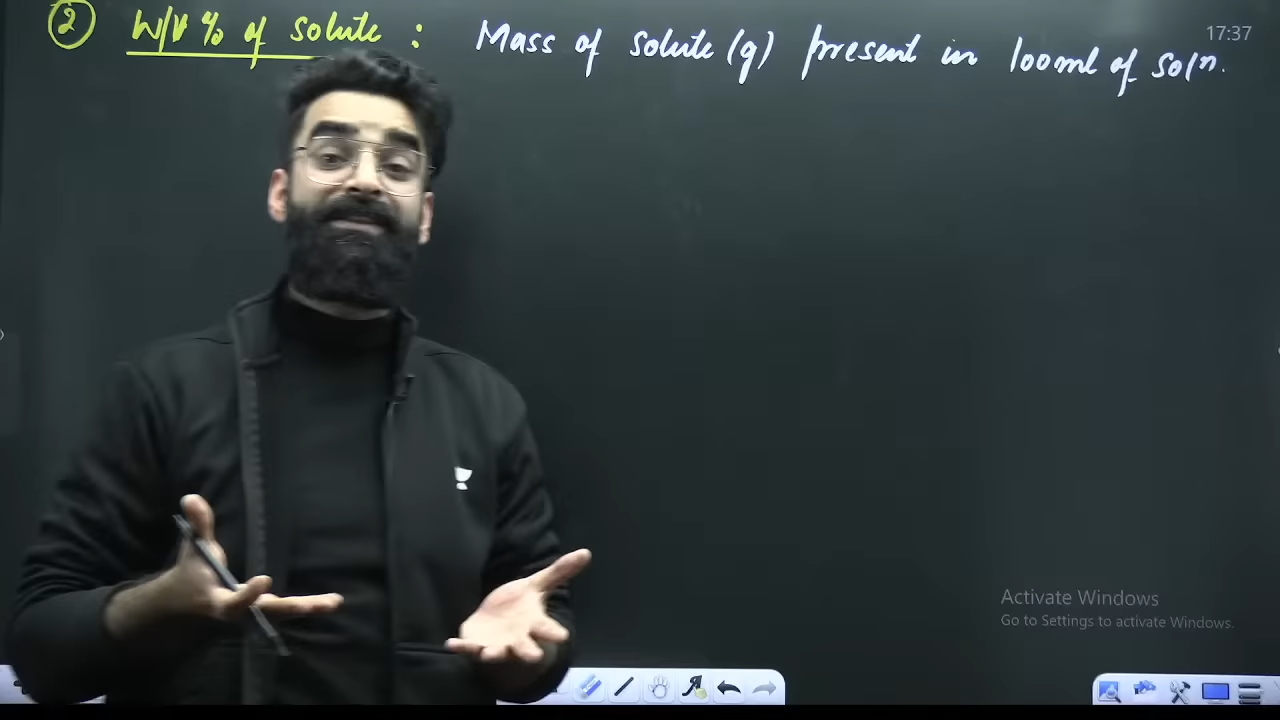 ② W/V % of solute : Mass of solute (g) present in 100ml of solⁿ.
17:37
Activate Windows
Go to Settings to activate Windows.